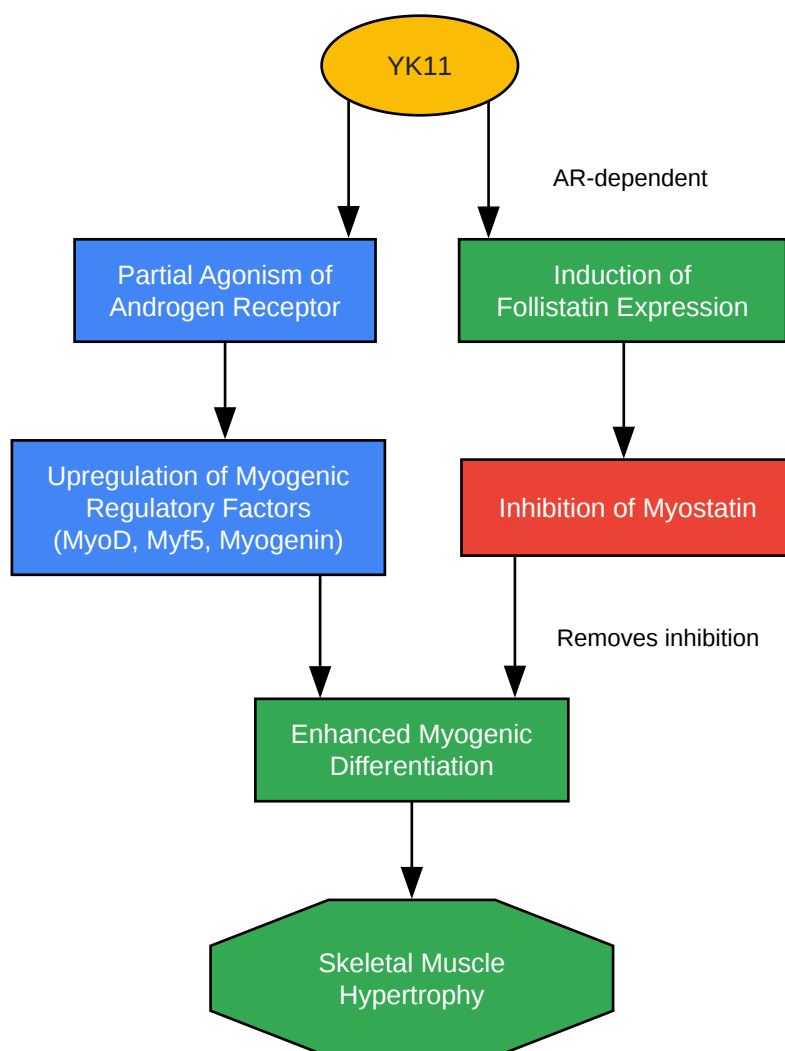 YK11
AR-dependent
Partial Agonism of
Androgen Receptor
Induction of
Follistatin Expression
Upregulation of Myogenic
Regulatory Factors
(MyoD, Myf5, Myogenin)
Inhibition of Myostatin
Removes inhibition
Enhanced Myogenic
Differentiation
Skeletal Muscle
Hypertrophy